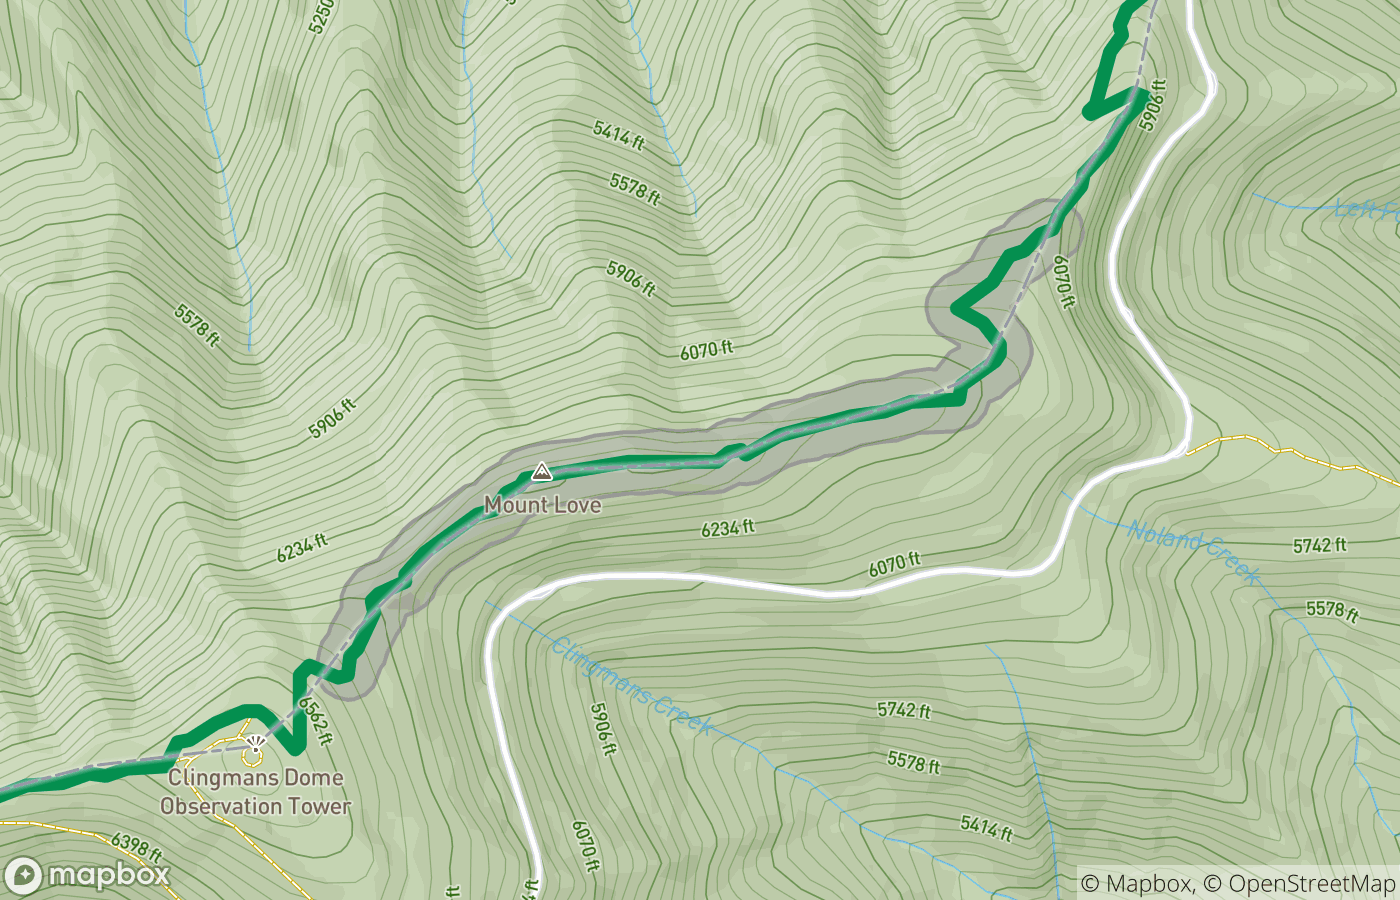 5250
5414 ft
5906 ft
5578 ft
Left F
5906 ft
6070 ft
5578 ft
6070 ft
5906 ft
Mount Love
6234 ft
6234 ft
Noland Creek
5742 ft
6070 ft
5578 ft
Clingmans Creek
6562 ft
5742 ft
5906 ft
5578 ft
Clingmans Dome
Observation Tower
5414 ft
6398 ft
6070 ft
ft
ft
mapbox
© Mapbox, © OpenStreetMap